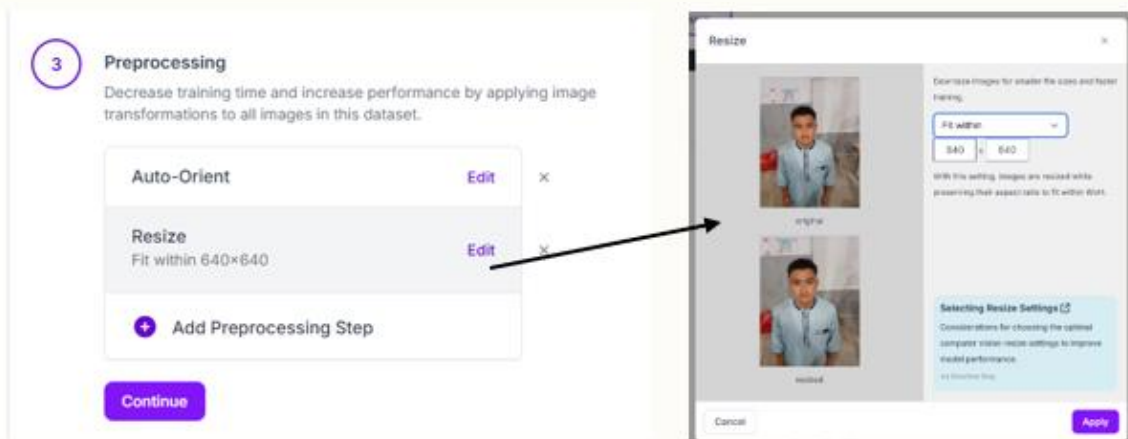 3
Preprocessing
Decrease training time and increase performance by applying image
transformations to all images in this dataset.
Auto-Orient
Edit
×
Resize
Edit
×
Fit within 640×640
Add Preprocessing Step
Continue
Resize
×
Downsize images for smaller file sizes and faster
training.
Fit within
640 x 640
With this setting, images are resized while
preserving their aspect ratio to fit within
original
resized
Selecting Resize Settings
Considerations for choosing the optimal
computer vision resize settings to improve
model performance.
Cancel
Apply